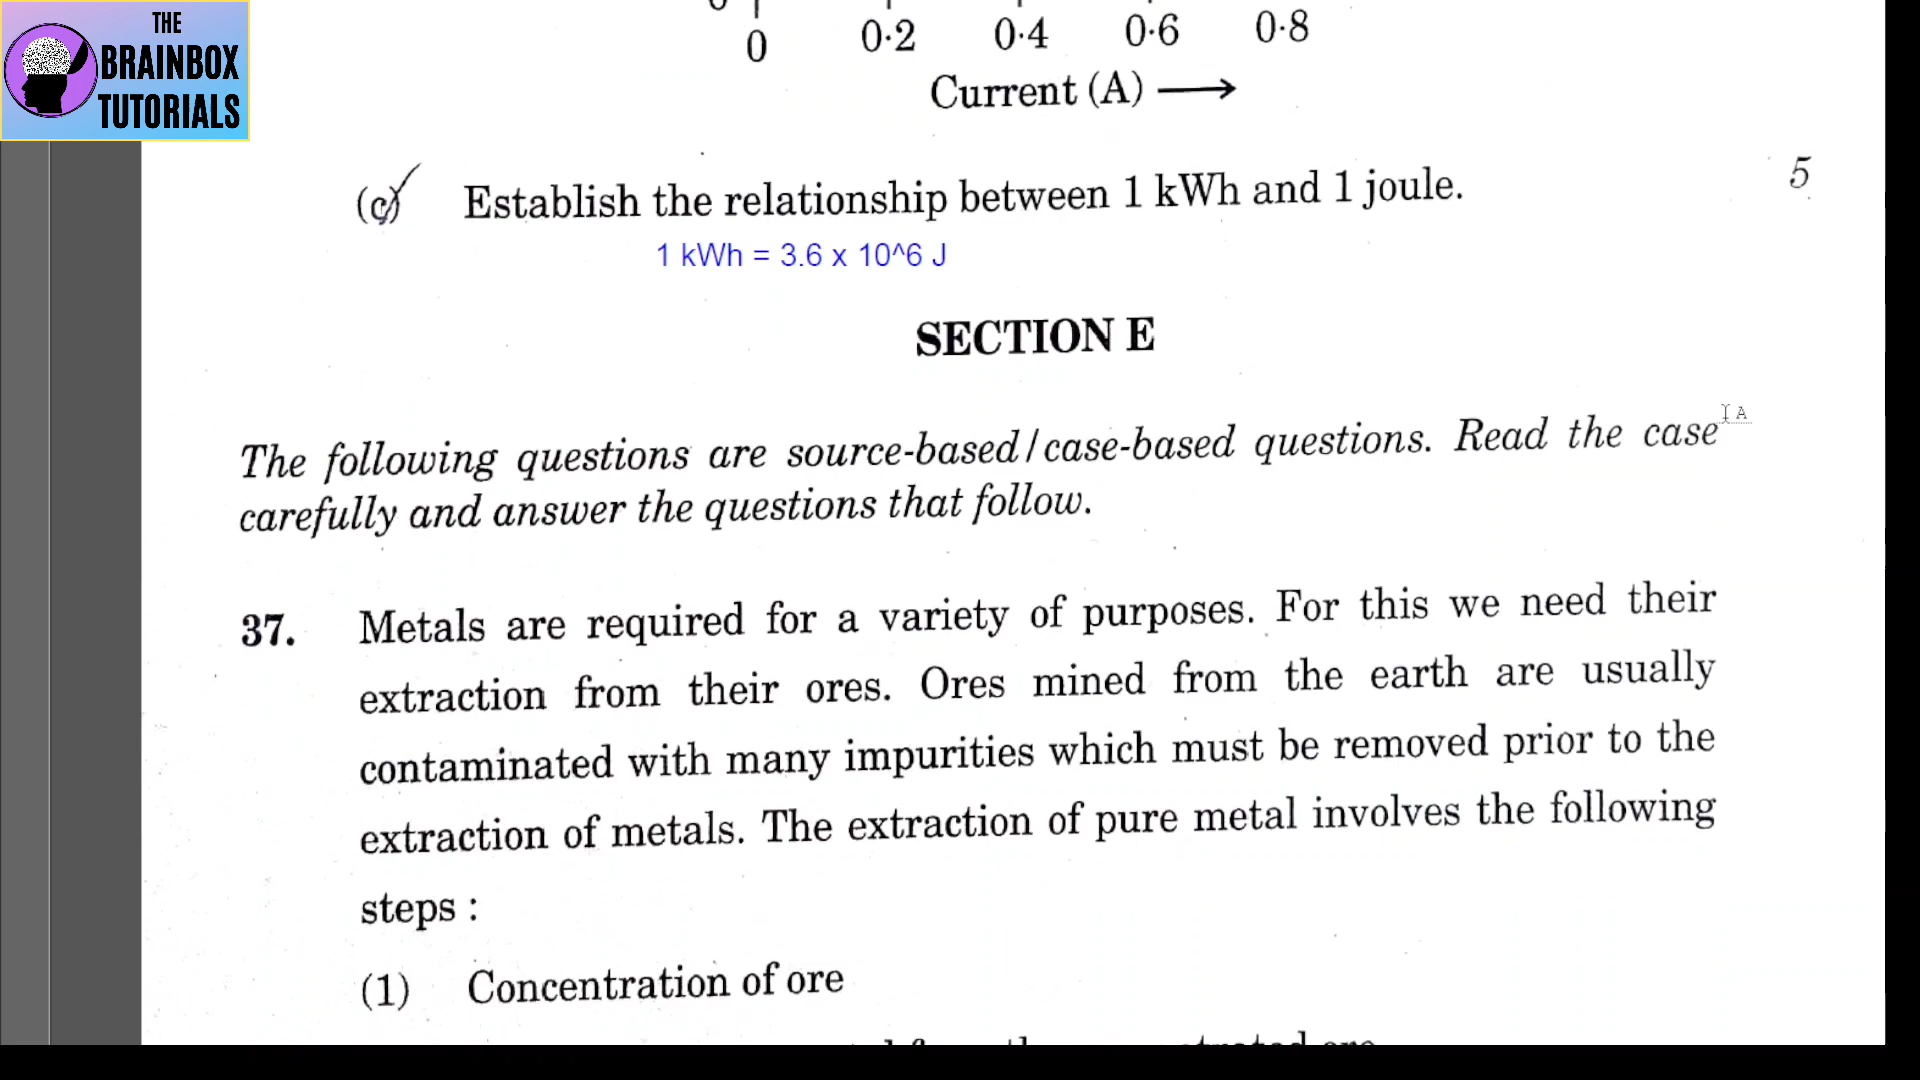 THE
BRAINBOX
TUTORIALS
0
0·2
0·4
0·6
0·8
Current (A)
(c) Establish the relationship between 1 kWh and 1 joule. 5
1 kWh = 3.6 x 10^6 J
SECTION E
The following questions are source-based/case-based questions. Read the case
carefully and answer the questions that follow.
37. Metals are required for a variety of purposes. For this we need their
extraction from their ores. Ores mined from the earth are usually
contaminated with many impurities which must be removed prior to the
extraction of metals. The extraction of pure metal involves the following
steps :
(1) Concentration of ore